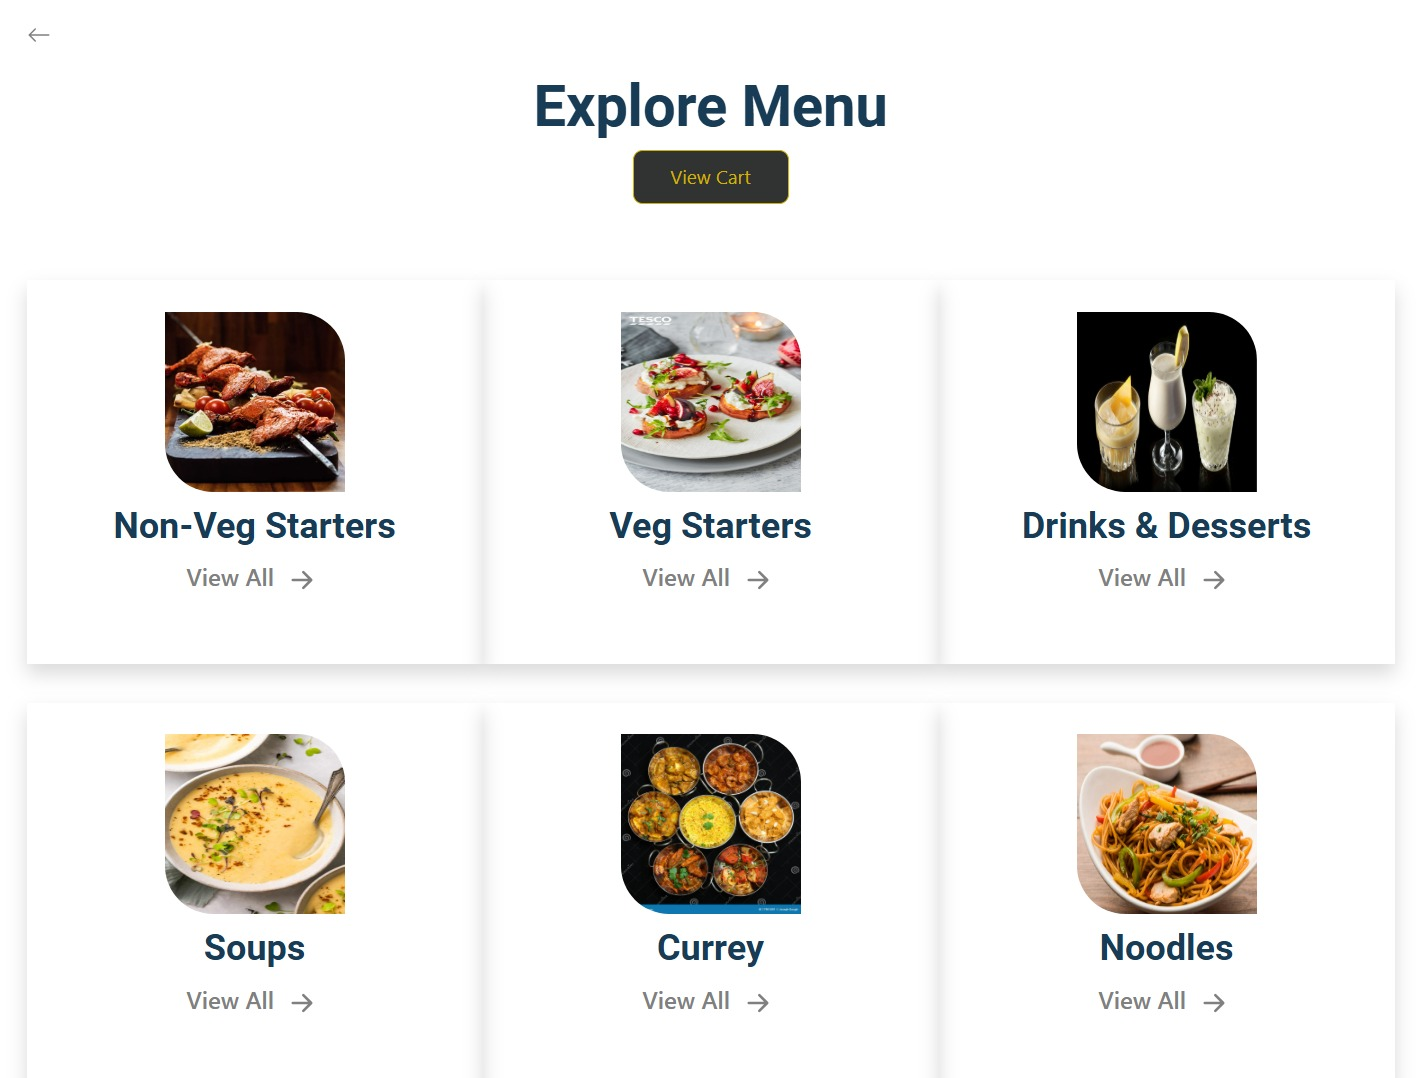 Explore Menu
View Cart
TESCO
Non-Veg Starters
Veg Starters
Drinks & Desserts
View All
View All
View All
Soups
Currey
Noodles
View All
View All
View All